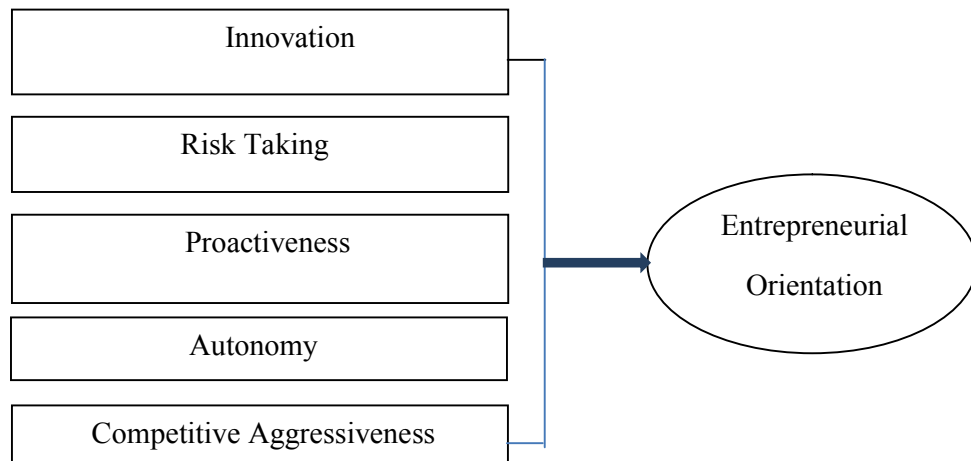 Innovation
Risk Taking
Proactiveness
Autonomy
Competitive Aggressiveness
Entrepreneurial
Orientation